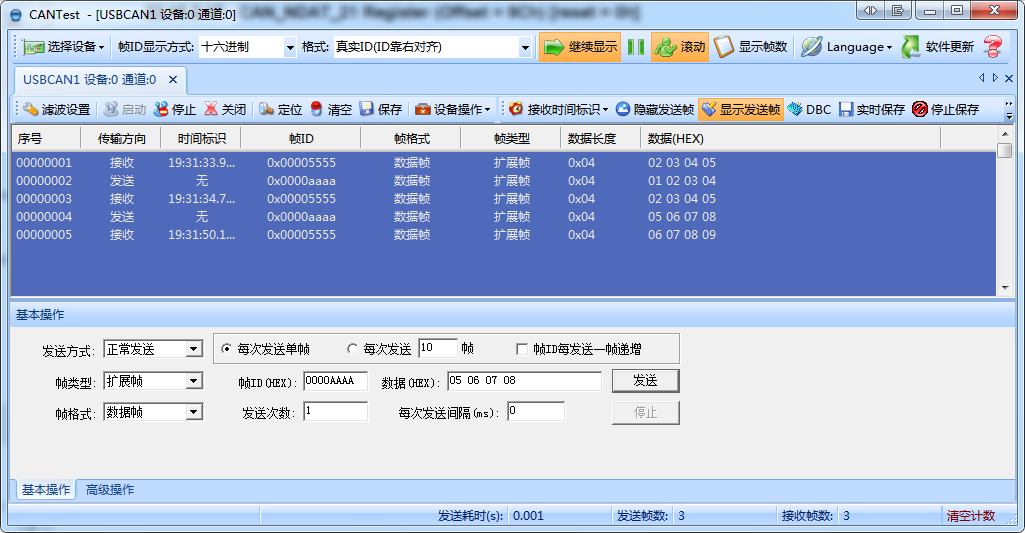 CANTest - [USBCAN1 设备:0 通道:0]
CAN_NDAT_21 Register (Offset = 9Ch) [reset = 0h]
选择设备 帧ID显示方式: 十六进制 格式: 真实ID(ID靠右对齐) 继续显示 滚动 显示帧数 Language 软件更新
USBCAN1 设备:0 通道:0
滤波设置 启动 停止 关闭 定位 清空 保存 设备操作 接收时间标识 隐藏发送帧 显示发送帧 DBC 实时保存 停止保存
序号 传输方向 时间标识 帧ID 帧格式 帧类型 数据长度 数据(HEX)
00000001 接收 19:31:33.9... 0x00005555 数据帧 扩展帧 0x04 02 03 04 05
00000002 发送 无 0x0000aaaa 数据帧 扩展帧 0x04 01 02 03 04
00000003 接收 19:31:34.7... 0x00005555 数据帧 扩展帧 0x04 02 03 04 05
00000004 发送 无 0x0000aaaa 数据帧 扩展帧 0x04 05 06 07 08
00000005 接收 19:31:50.1... 0x00005555 数据帧 扩展帧 0x04 06 07 08 09
基本操作
发送方式: 正常发送 每次发送单帧 每次发送 10 帧 帧ID每发送一帧递增
帧类型: 扩展帧 帧ID(HEX): 0000AAAA 数据(HEX): 05 06 07 08 发送
帧格式: 数据帧 发送次数: 1 每次发送间隔(ms): 0 停止
基本操作 高级操作
发送耗时(s): 0.001 发送帧数: 3 接收帧数: 3 清空计数